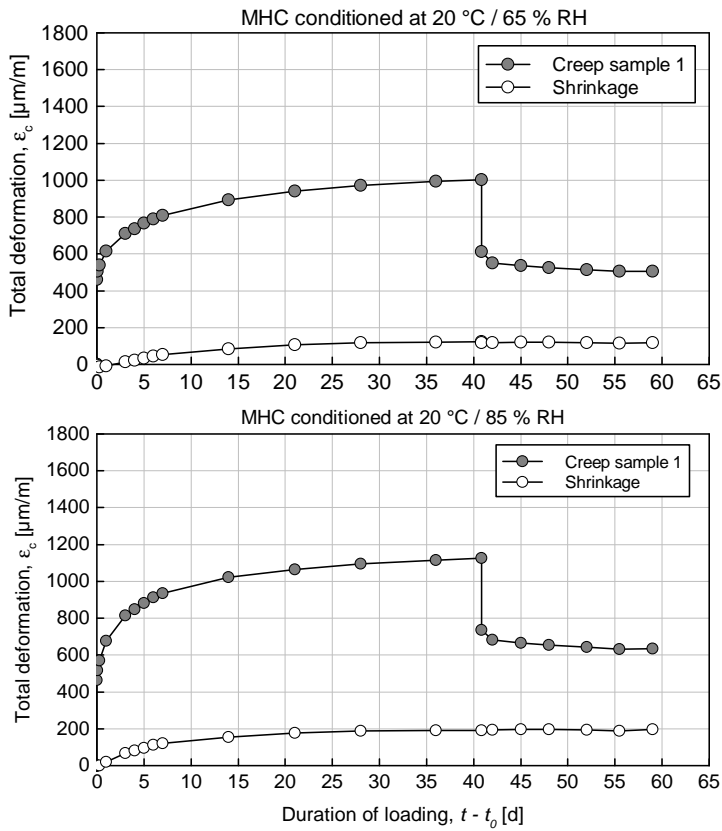 MHC conditioned at 20 °C / 65 % RH
Total deformation, ε꜀ [µm/m]
1800
1600
1400
1200
1000
800
600
400
200
0
Creep sample 1
Shrinkage
0 5 10 15 20 25 30 35 40 45 50 55 60 65
MHC conditioned at 20 °C / 85 % RH
Total deformation, ε꜀ [µm/m]
1800
1600
1400
1200
1000
800
600
400
200
0
Creep sample 1
Shrinkage
0 5 10 15 20 25 30 35 40 45 50 55 60 65
Duration of loading, t - t₀ [d]